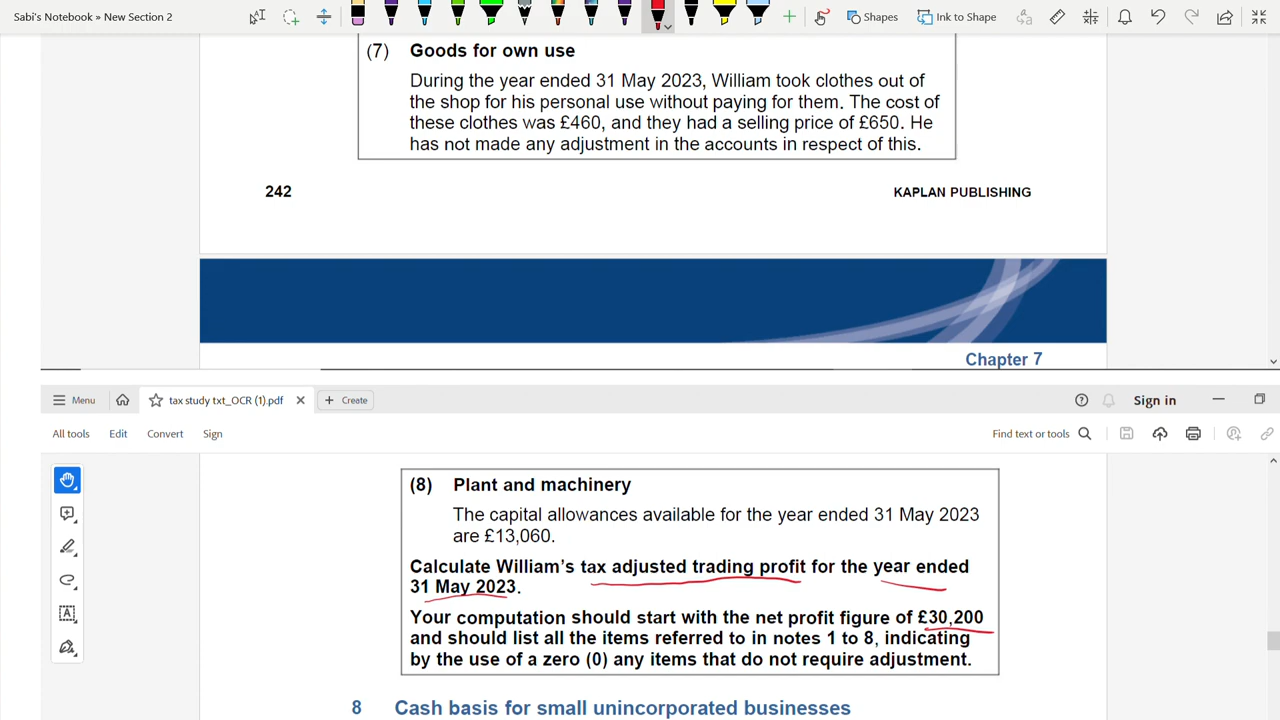 Sabi's Notebook » New Section 2
Shapes
Ink to Shape
(7) Goods for own use
During the year ended 31 May 2023, William took clothes out of
the shop for his personal use without paying for them. The cost of
these clothes was £460, and they had a selling price of £650. He
has not made any adjustment in the accounts in respect of this.
242
KAPLAN PUBLISHING
Chapter 7
Menu
tax study txt_OCR (1).pdf
Create
Sign in
All tools
Edit
Convert
Sign
Find text or tools
(8) Plant and machinery
The capital allowances available for the year ended 31 May 2023
are £13,060.
Calculate William's tax adjusted trading profit for the year ended
31 May 2023.
Your computation should start with the net profit figure of £30,200
and should list all the items referred to in notes 1 to 8, indicating
by the use of a zero (0) any items that do not require adjustment.
8 Cash basis for small unincorporated businesses